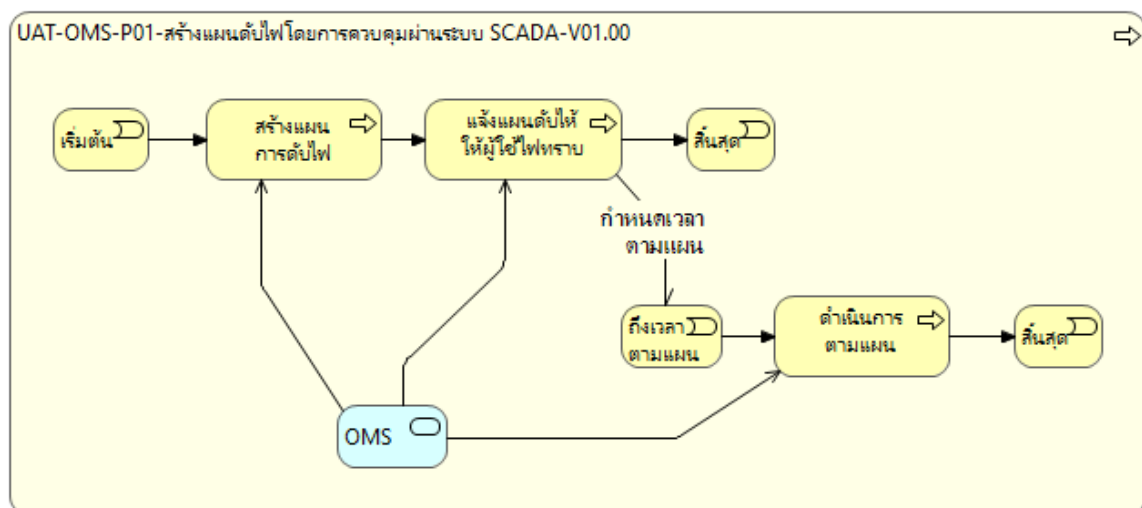 UAT-OMS-P01-สร้างแผนดับไฟโดยการควบคุมผ่านระบบ SCADA-V01.00
เริ่มต้น
สร้างแผน
การดับไฟ
แจ้งแผนดับไห้
ให้ผู้ใช้ไฟทราบ
สิ้นสุด
กำหนดเวลา
ตามแผน
ถึงเวลา
ตามแผน
ดำเนินการ
ตามแผน
สิ้นสุด
OMS